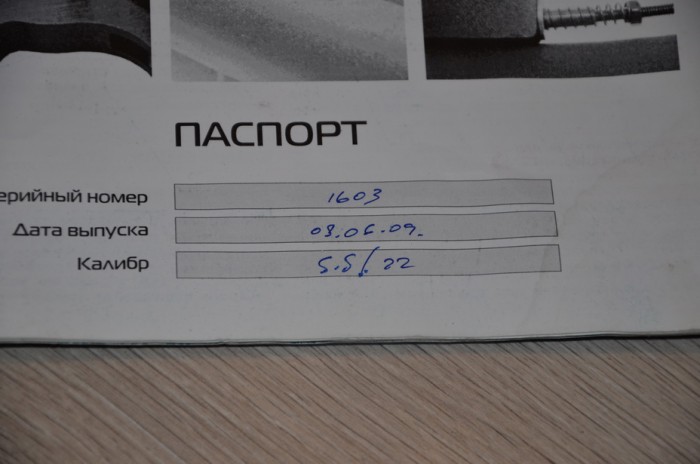 ПАСПОРТ
ерийный номер 1603
Дата выпуска 03.06.09.
Калибр 5.5/.22